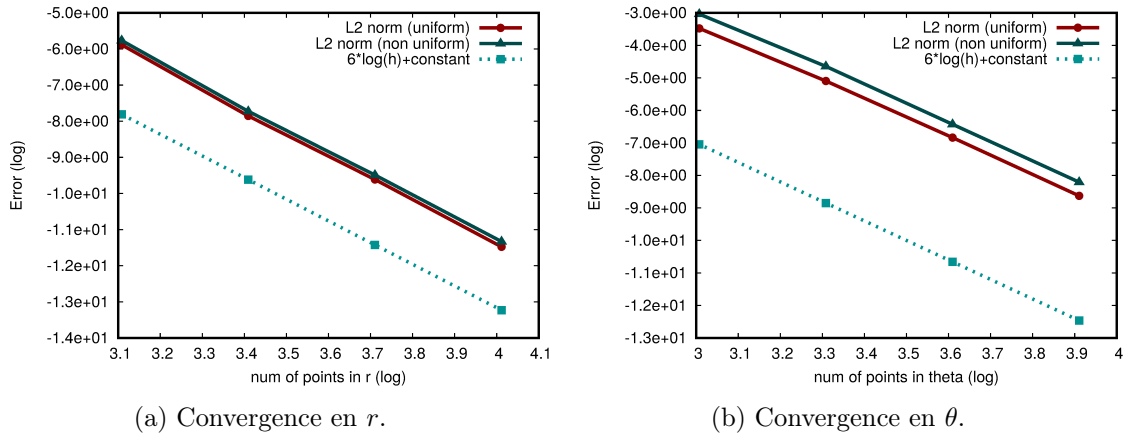 -5.0e+00
-6.0e+00
-7.0e+00
-8.0e+00
-9.0e+00
-1.0e+01
-1.1e+01
-1.2e+01
-1.3e+01
-1.4e+01
Error (log)
L2 norm (uniform)
L2 norm (non uniform)
6*log(h)+constant
3.1 3.2 3.3 3.4 3.5 3.6 3.7 3.8 3.9 4 4.1
num of points in r (log)
(a) Convergence en r.
-3.0e+00
-4.0e+00
-5.0e+00
-6.0e+00
-7.0e+00
-8.0e+00
-9.0e+00
-1.0e+01
-1.1e+01
-1.2e+01
-1.3e+01
Error (log)
L2 norm (uniform)
L2 norm (non uniform)
6*log(h)+constant
3 3.1 3.2 3.3 3.4 3.5 3.6 3.7 3.8 3.9 4
num of points in theta (log)
(b) Convergence en θ.